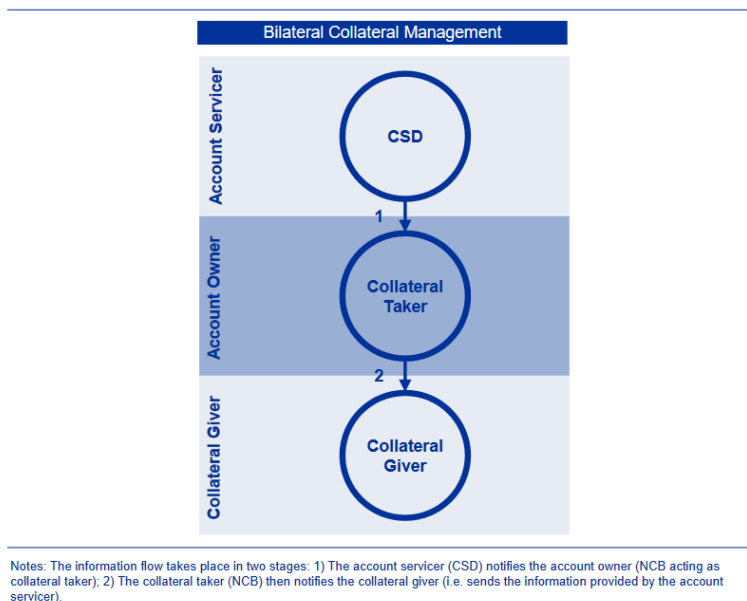 Bilateral Collateral Management
Account Servicer
CSD
1
Account Owner
Collateral
Taker
2
Collateral Giver
Collateral
Giver
Notes: The information flow takes place in two stages: 1) The account servicer (CSD) notifies the account owner (NCB acting as
collateral taker); 2) The collateral taker (NCB) then notifies the collateral giver (i.e. sends the information provided by the account
servicer).